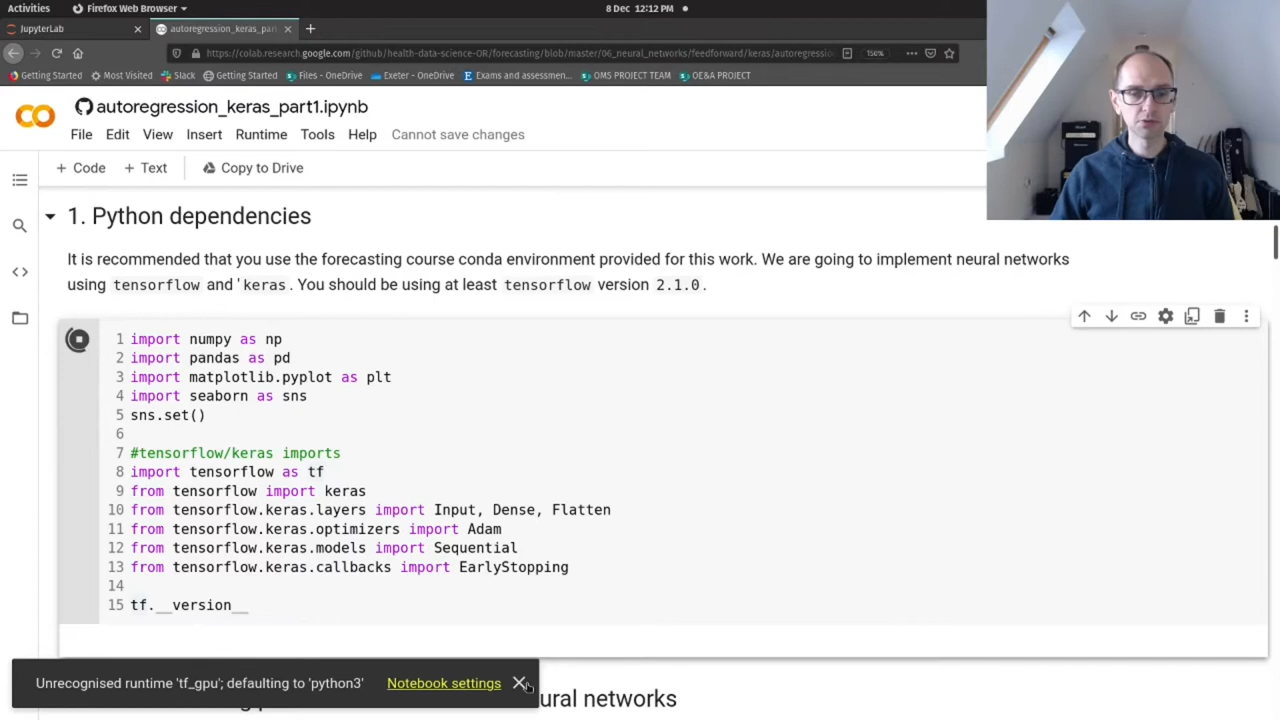 Activities
Firefox Web Browser
8 Dec 12:12 PM
JupyterLab
autoregression_keras_part
https://colab.research.google.com/github/health-data-science-OR/forecasting/blob/master/06_neural_networks/feedforward/keras/autoregressio
150%
Getting Started
Most Visited
Slack
Getting Started
Files - OneDrive
Exeter - OneDrive
Exams and assessmen...
OMS PROJECT TEAM
OE&A PROJECT
autoregression_keras_part1.ipynb
File Edit View Insert Runtime Tools Help Cannot save changes
+ Code + Text Copy to Drive
1. Python dependencies
It is recommended that you use the forecasting course conda environment provided for this work. We are going to implement neural networks
using tensorflow and 'keras. You should be using at least tensorflow version 2.1.0.
1 import numpy as np
2 import pandas as pd
3 import matplotlib.pyplot as plt
4 import seaborn as sns
5 sns.set()
6
7 #tensorflow/keras imports
8 import tensorflow as tf
9 from tensorflow import keras
10 from tensorflow.keras.layers import Input, Dense, Flatten
11 from tensorflow.keras.optimizers import Adam
12 from tensorflow.keras.models import Sequential
13 from tensorflow.keras.callbacks import EarlyStopping
14
15 tf.__version__
Unrecognised runtime 'tf_gpu'; defaulting to 'python3' Notebook settings
ural networks